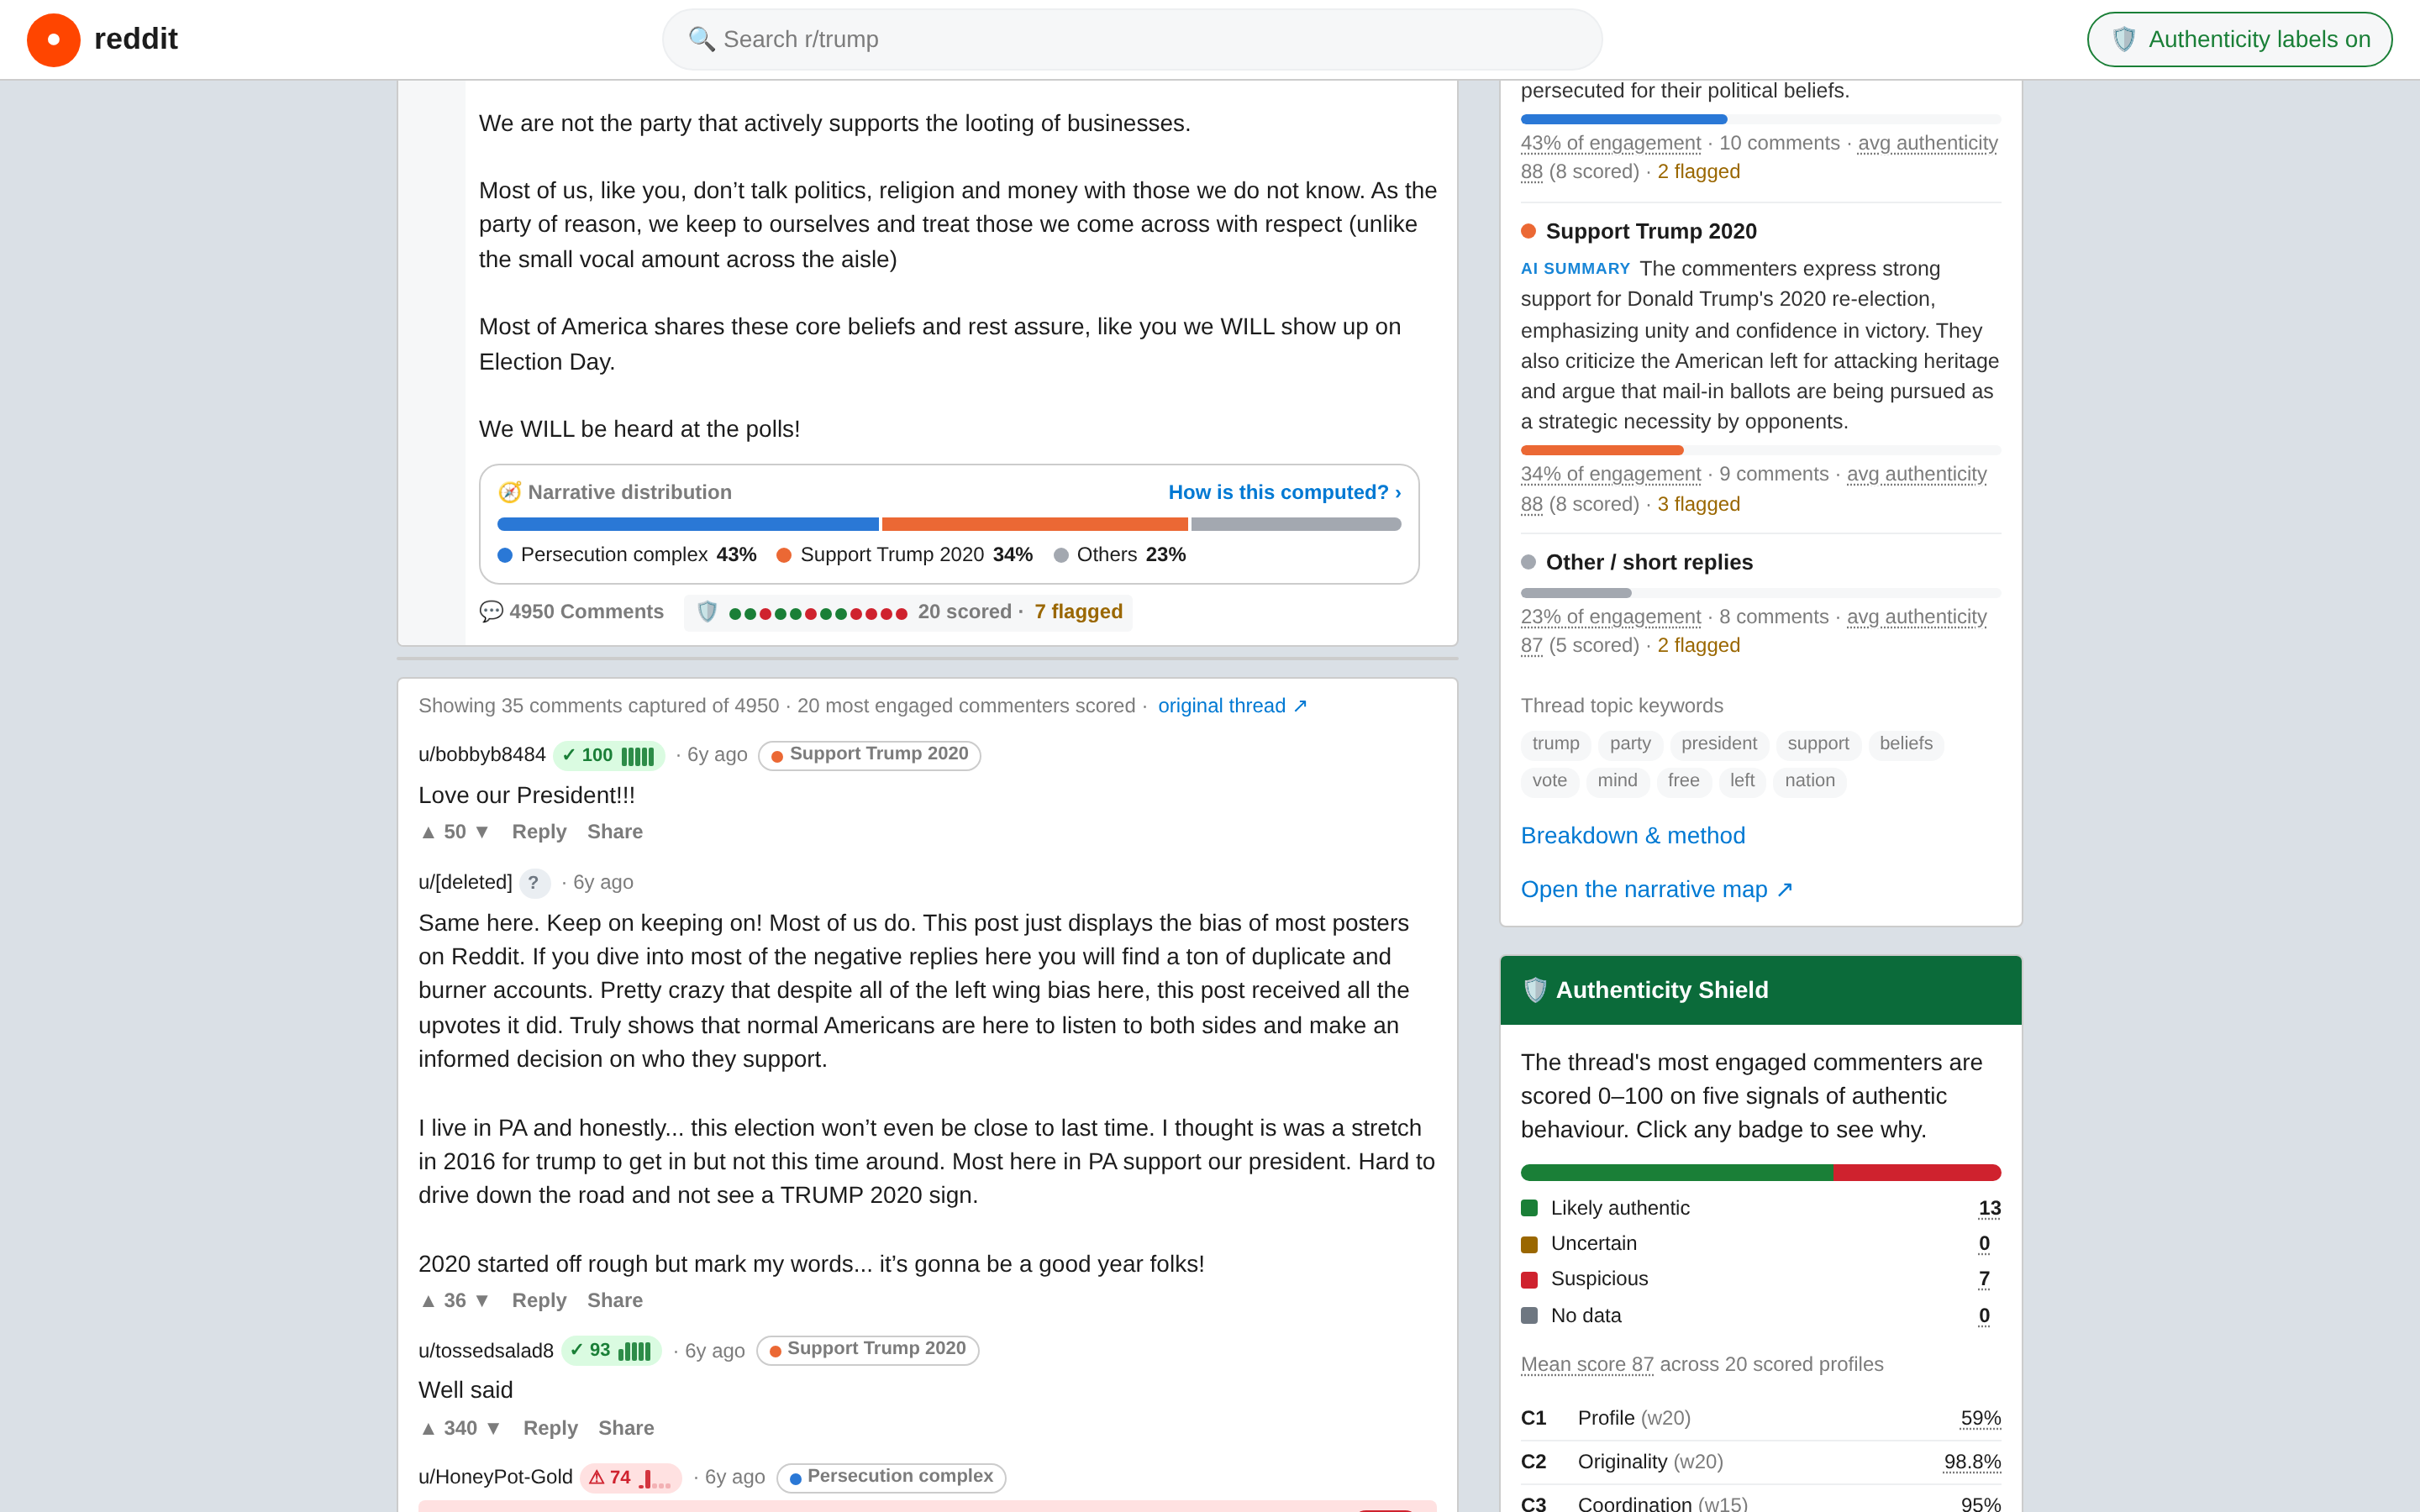 reddit
Search r/trump
Authenticity labels on
We are not the party that actively supports the looting of businesses.
Most of us, like you, don’t talk politics, religion and money with those we do not know. As the
party of reason, we keep to ourselves and treat those we come across with respect (unlike
the small vocal amount across the aisle)
Most of America shares these core beliefs and rest assure, like you we WILL show up on
Election Day.
We WILL be heard at the polls!
Narrative distribution
How is this computed? ›
Persecution complex 43% Support Trump 2020 34% Others 23%
4950 Comments 20 scored · 7 flagged
Showing 35 comments captured of 4950 · 20 most engaged commenters scored · original thread ↗
u/bobbyb8484 ✓ 100 · 6y ago Support Trump 2020
Love our President!!!
▲ 50 ▼ Reply Share
u/[deleted] ? · 6y ago
Same here. Keep on keeping on! Most of us do. This post just displays the bias of most posters
on Reddit. If you dive into most of the negative replies here you will find a ton of duplicate and
burner accounts. Pretty crazy that despite all of the left wing bias here, this post received all the
upvotes it did. Truly shows that normal Americans are here to listen to both sides and make an
informed decision on who they support.
I live in PA and honestly... this election won’t even be close to last time. I thought is was a stretch
in 2016 for trump to get in but not this time around. Most here in PA support our president. Hard to
drive down the road and not see a TRUMP 2020 sign.
2020 started off rough but mark my words... it’s gonna be a good year folks!
▲ 36 ▼ Reply Share
u/tossedsalad8 ✓ 93 · 6y ago Support Trump 2020
Well said
▲ 340 ▼ Reply Share
u/HoneyPot-Gold ⚠ 74 · 6y ago Persecution complex
persecuted for their political beliefs.
43% of engagement · 10 comments · avg authenticity
88 (8 scored) · 2 flagged
Support Trump 2020
AI SUMMARY The commenters express strong
support for Donald Trump's 2020 re-election,
emphasizing unity and confidence in victory. They
also criticize the American left for attacking heritage
and argue that mail-in ballots are being pursued as
a strategic necessity by opponents.
34% of engagement · 9 comments · avg authenticity
88 (8 scored) · 3 flagged
Other / short replies
23% of engagement · 8 comments · avg authenticity
87 (5 scored) · 2 flagged
Thread topic keywords
trump party president support beliefs
vote mind free left nation
Breakdown & method
Open the narrative map ↗
Authenticity Shield
The thread's most engaged commenters are
scored 0–100 on five signals of authentic
behaviour. Click any badge to see why.
Likely authentic 13
Uncertain 0
Suspicious 7
No data 0
Mean score 87 across 20 scored profiles
C1 Profile (w20) 59%
C2 Originality (w20) 98.8%
C3 Coordination (w15) 95%